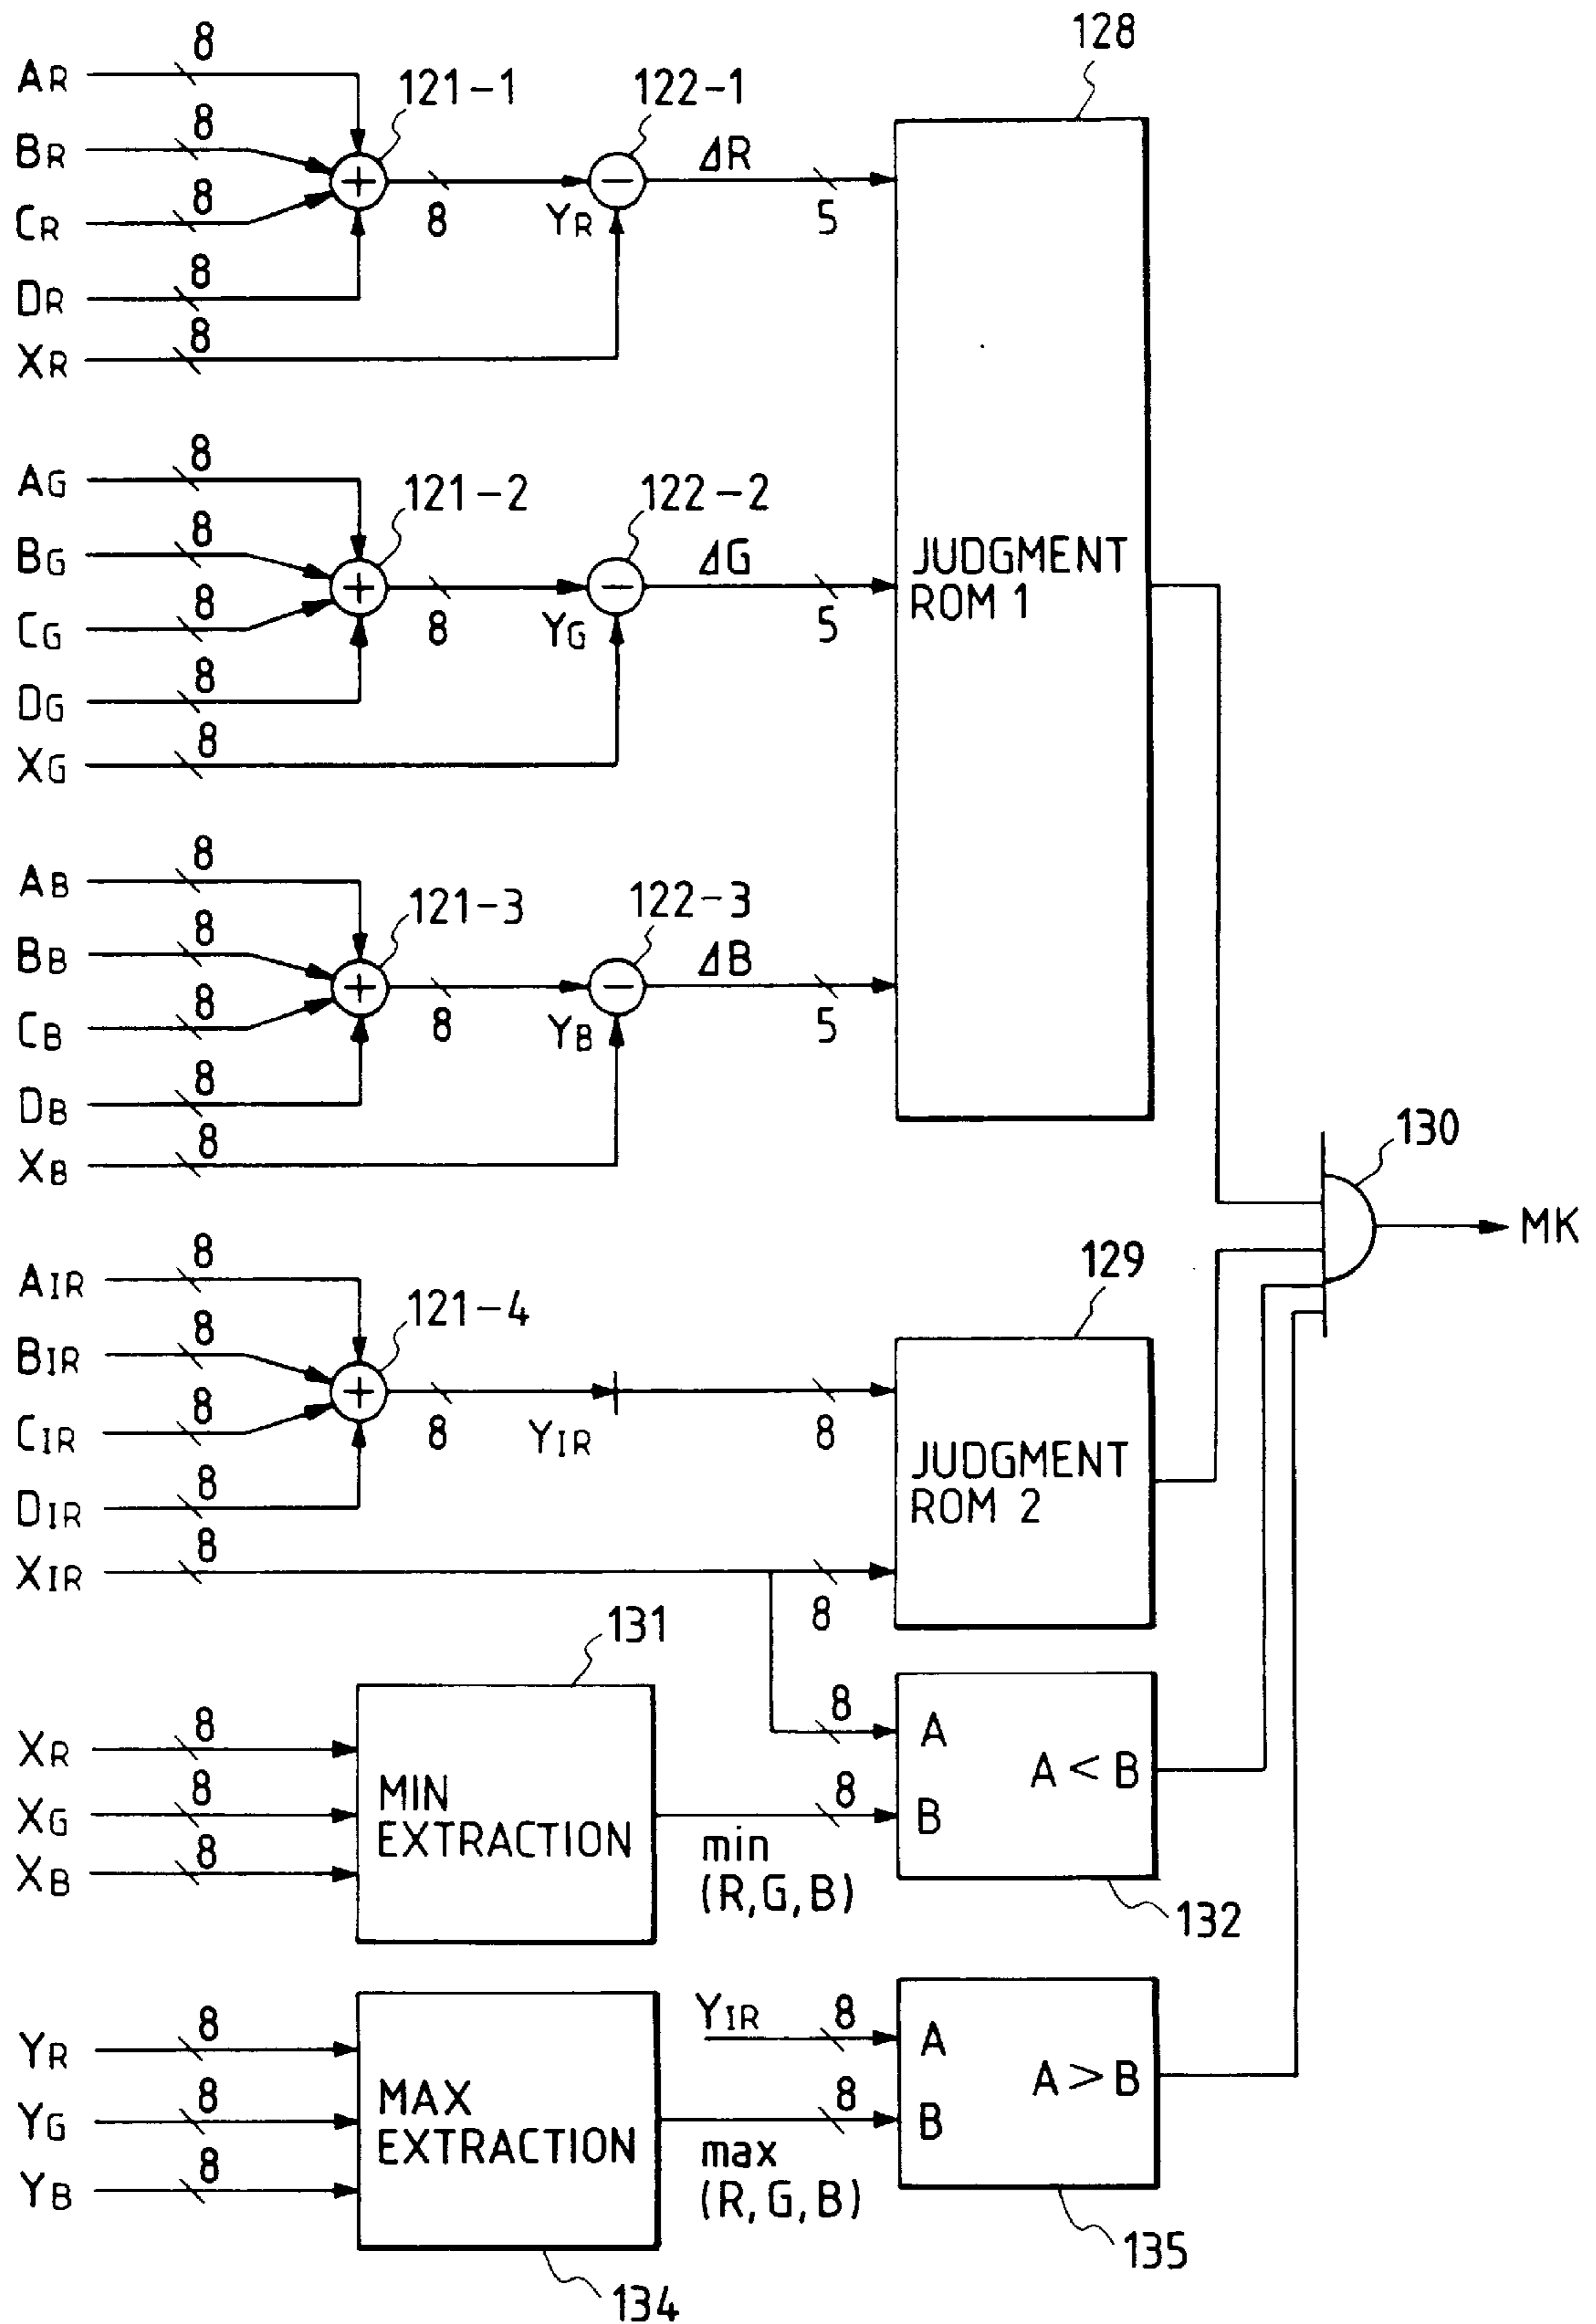 128
AR 8
121-1 122-1
BR 8
ΔR
CR 8
8 YR 5
DR 8
XR 8
AG 8
121-2 122-2
BG 8
ΔG
JUDGMENT
ROM 1
CG 8
8 YG 5
DG 8
XG 8
AB 8
121-3 122-3
BB 8
ΔB
CB 8
8 YB 5
DB 8
XB 8
130
MK
AIR 8
129
121-4
BIR 8
CIR 8
8 YIR 8
JUDGMENT
ROM 2
DIR 8
XIR 8
8
131
XR 8
8 A
A < B
XG 8
MIN
EXTRACTION
8 B
min
(R,G,B)
XB 8
132
YIR 8 A
YR 8
A > B
YG 8
MAX
EXTRACTION
8 B
max
(R,G,B)
YB 8
135
134